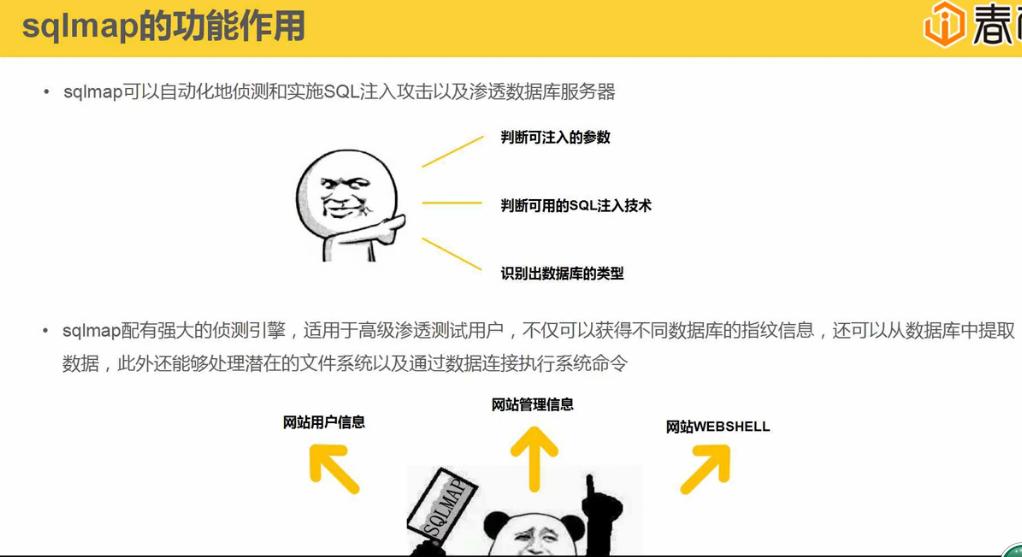 sqlmap的功能作用
春
sqlmap可以自动化地侦测和实施SQL注入攻击以及渗透数据库服务器
判断可注入的参数
判断可用的SQL注入技术
识别出数据库的类型
sqlmap配有强大的侦测引擎，适用于高级渗透测试用户，不仅可以获得不同数据库的指纹信息，还可以从数据库中提取
数据，此外还能够处理潜在的文件系统以及通过数据连接执行系统命令
网站管理信息
网站用户信息
网站WEBSHELL
SQLMAP